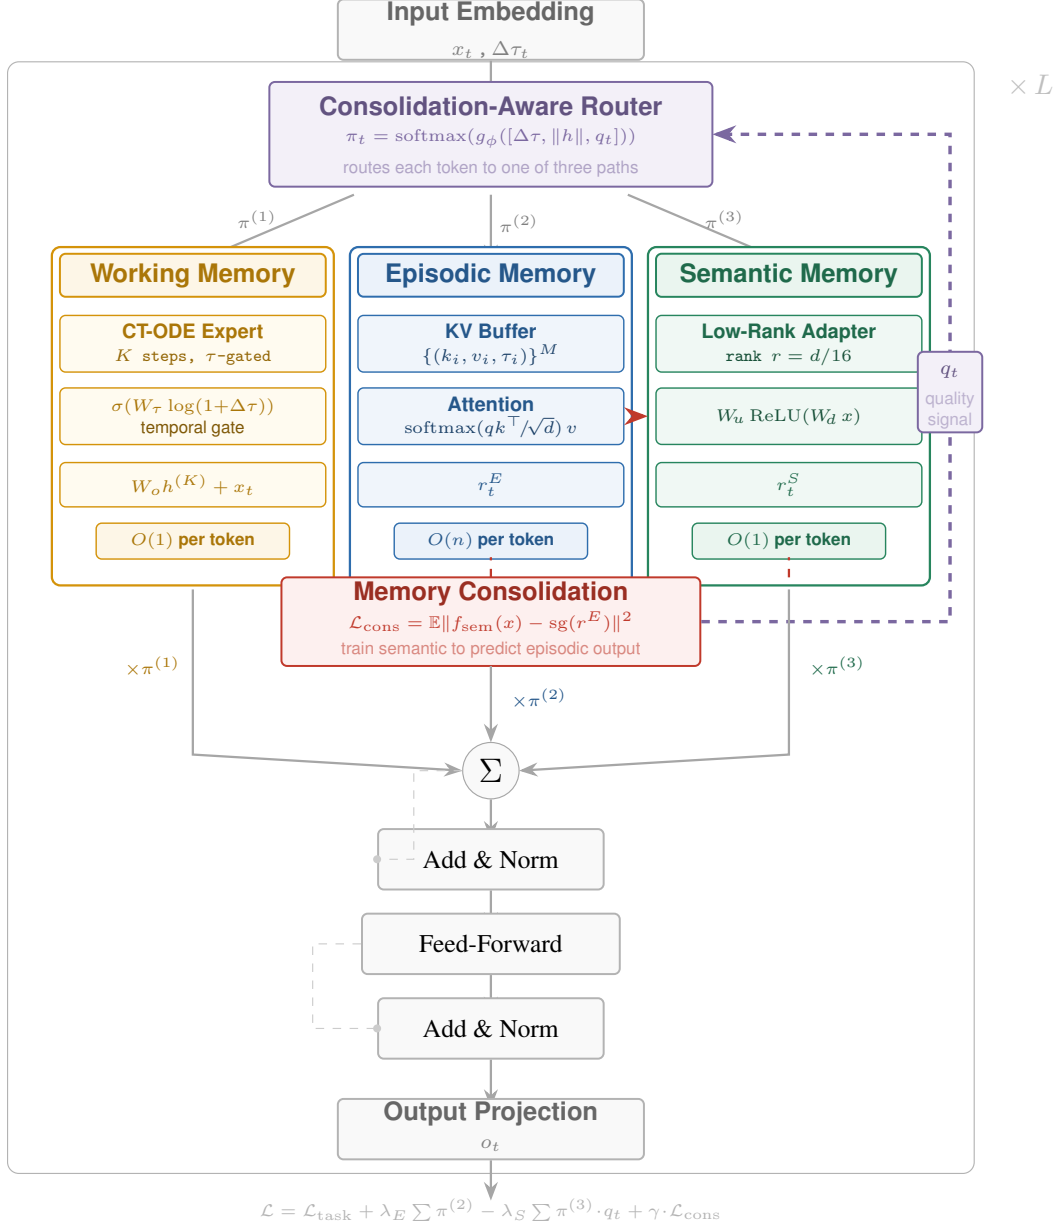 Input Embedding
x_t , Δτ_t
× L
Consolidation-Aware Router
π_t = softmax(g_ϕ([Δτ, ‖h‖, q_t]))
routes each token to one of three paths
π^(1)
π^(2)
π^(3)
Working Memory
CT-ODE Expert
K steps, τ-gated
σ(W_τ log(1+Δτ))
temporal gate
W_o h^(K) + x_t
O(1) per token
Episodic Memory
KV Buffer
{(k_i, v_i, τ_i)}^M
Attention
softmax(qk^⊤/√d) v
r_t^E
O(n) per token
Semantic Memory
Low-Rank Adapter
rank r = d/16
W_u ReLU(W_d x)
r_t^S
O(1) per token
q_t
quality
signal
Memory Consolidation
ℒ_cons = 𝔼‖f_sem(x) − sg(r^E)‖²
train semantic to predict episodic output
×π^(1)
×π^(2)
×π^(3)
Σ
Add & Norm
Feed-Forward
Add & Norm
Output Projection
o_t
ℒ = ℒ_task + λ_E ∑ π^(2) − λ_S ∑ π^(3)·q_t + γ·ℒ_cons